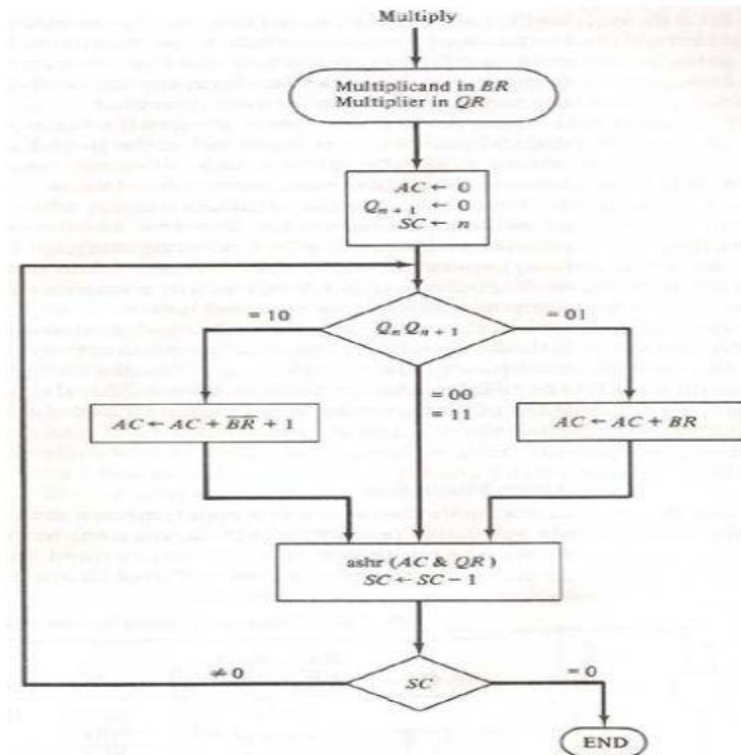 Multiply
Multiplicand in BR
Multiplier in QR
AC ← 0
Qn + 1 ← 0
SC ← n
= 10
Qn Qn + 1
= 01
= 00
= 11
AC ← AC + B̅R̅ + 1
AC ← AC + BR
ashr (AC & QR)
SC ← SC − 1
≠ 0
SC
= 0
END